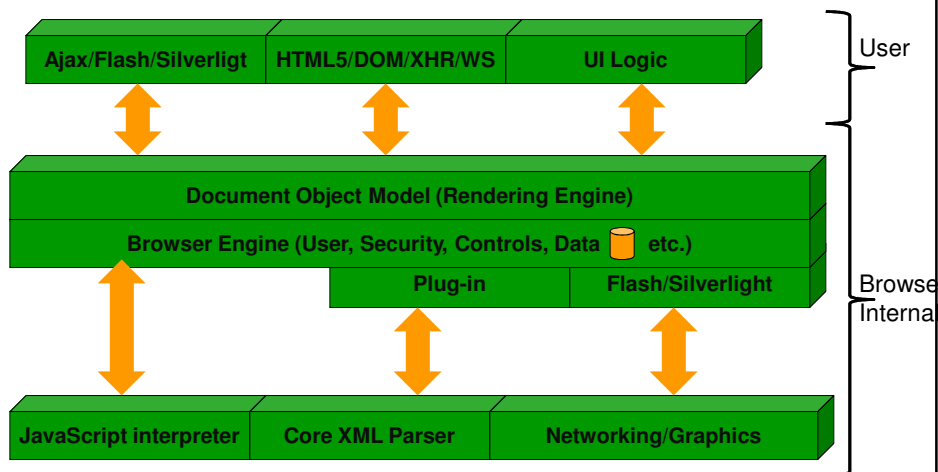 Ajax/Flash/Silverligt
HTML5/DOM/XHR/WS
UI Logic
User
Document Object Model (Rendering Engine)
Browser Engine (User, Security, Controls, Data etc.)
Plug-in
Flash/Silverlight
Browse
Interna
JavaScript interpreter
Core XML Parser
Networking/Graphics